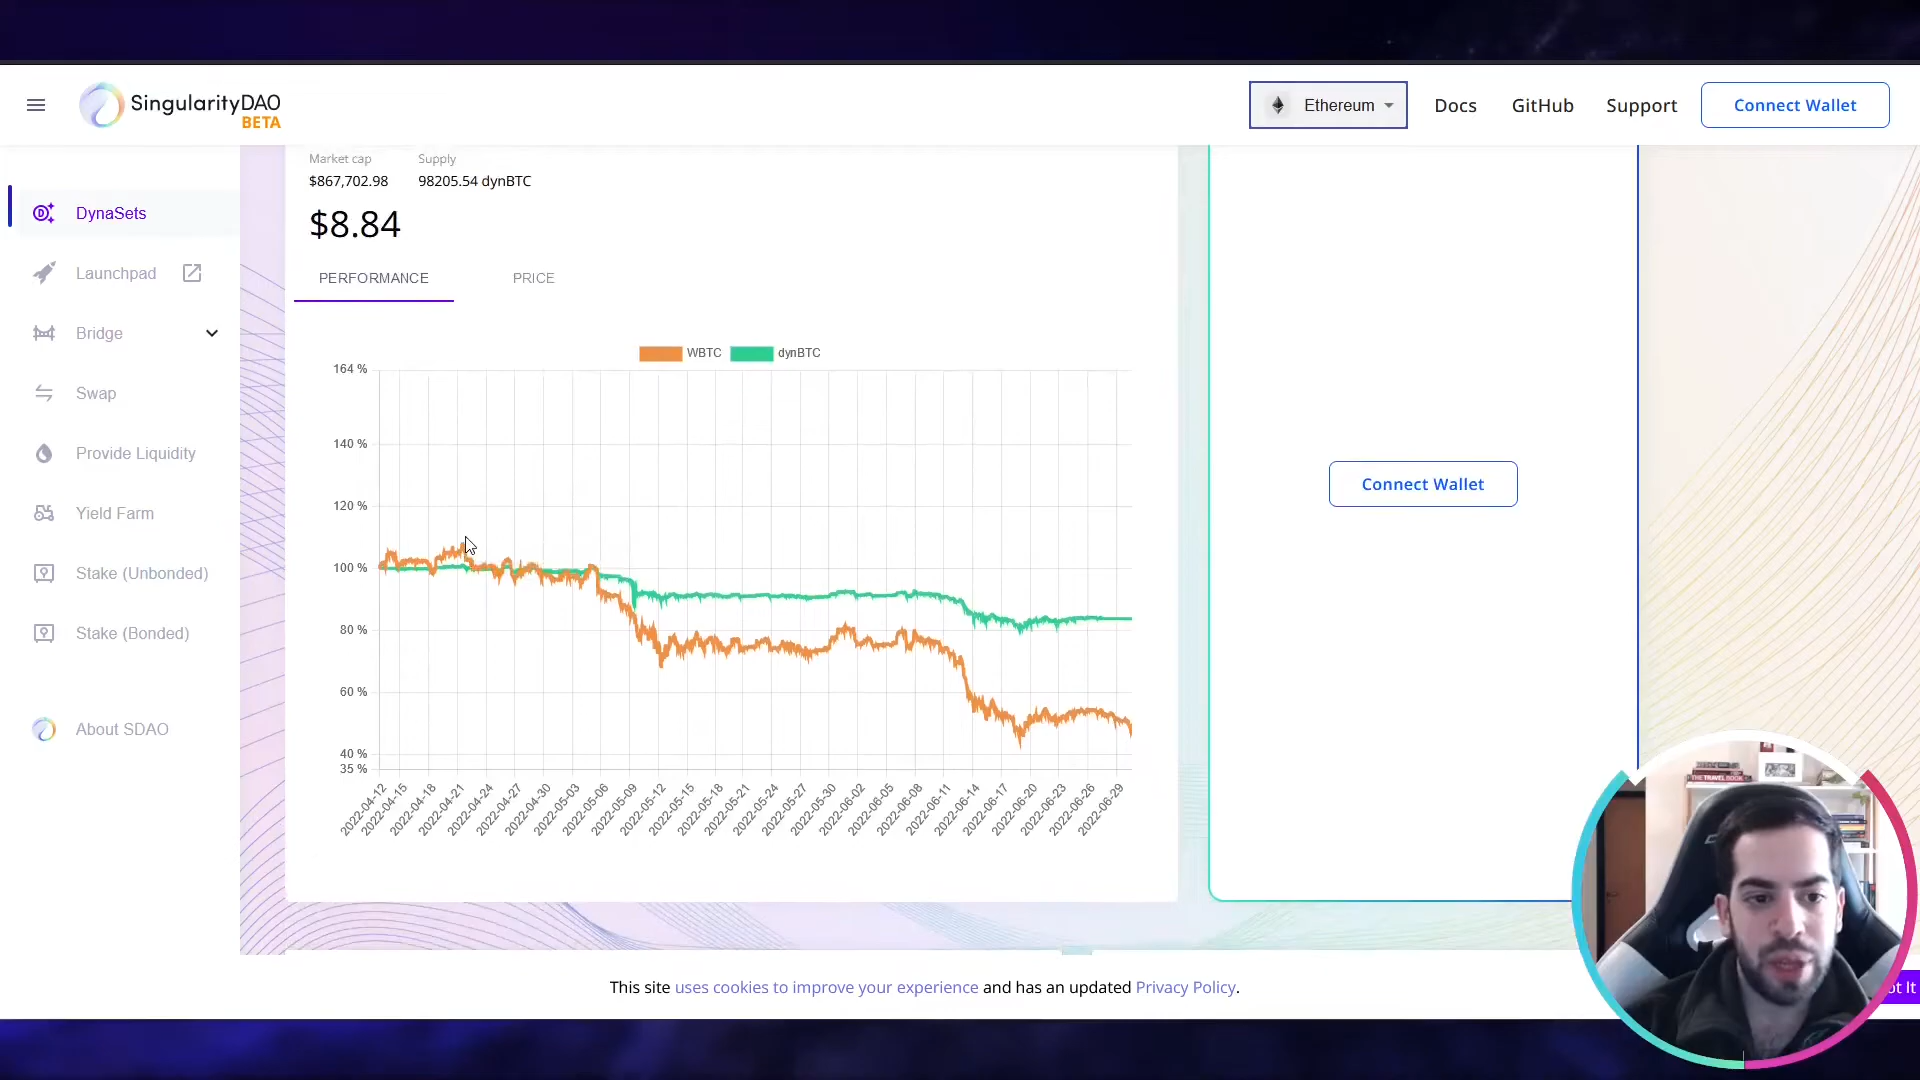 SingularityDAO
BETA
Ethereum
Docs
GitHub
Support
Connect Wallet
DynaSets
Launchpad
Bridge
Swap
Provide Liquidity
Yield Farm
Stake (Unbonded)
Stake (Bonded)
About SDAO
Market cap
Supply
$867,702.98
98205.54 dynBTC
$8.84
PERFORMANCE
PRICE
WBTC
dynBTC
164 %
140 %
120 %
100 %
80 %
60 %
40 %
35 %
2022-04-12
2022-04-15
2022-04-18
2022-04-21
2022-04-24
2022-04-27
2022-04-30
2022-05-03
2022-05-06
2022-05-09
2022-05-12
2022-05-15
2022-05-18
2022-05-21
2022-05-24
2022-05-27
2022-05-30
2022-06-02
2022-06-05
2022-06-08
2022-06-11
2022-06-14
2022-06-17
2022-06-20
2022-06-23
2022-06-26
2022-06-29
Connect Wallet
This site uses cookies to improve your experience and has an updated Privacy Policy.
ot It
THE TRAVEL BOOK